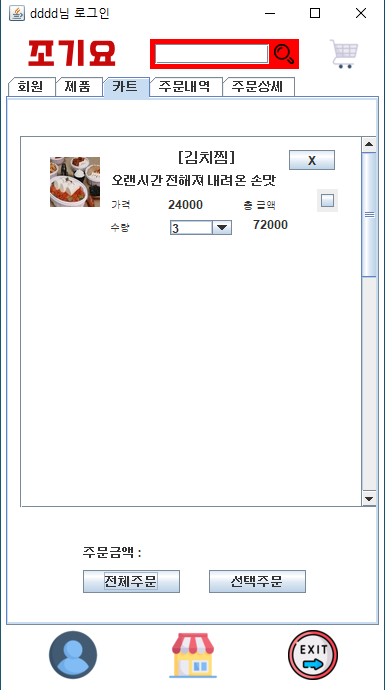 dddd님 로그인
쪼기요
회원 제품 카트 주문내역 주문상세
[김치찜] X
오랜시간 전해져 내려온 손맛
가격 24000 총 금액
수량 3 72000
주문금액 :
전체주문 선택주문
EXIT